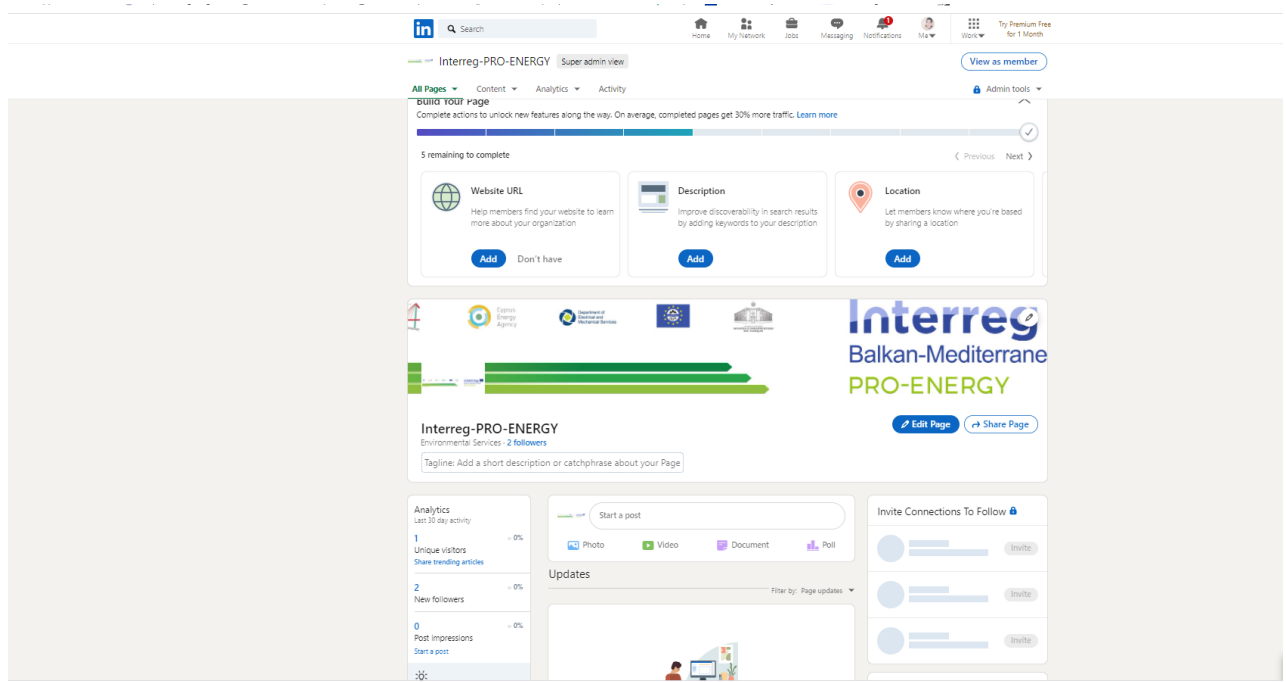 in Search
Home My Network Jobs Messaging Notifications Me Work Try Premium Free
for 1 Month
Interreg-PRO-ENERGY Super admin view View as member
All Pages Content Analytics Activity Admin tools
Build Your Page
Complete actions to unlock new features along the way. On average, completed pages get 30% more traffic. Learn more
5 remaining to complete Previous Next
Website URL
Help members find your website to learn
more about your organization
Add Don't have
Description
Improve discoverability in search results
by adding keywords to your description
Add
Location
Let members know where you're based
by sharing a location
Add
Cyprus
Energy
Agency
Department of
Electrical and
Mechanical Services
Interreg
Balkan-Mediterrane
PRO-ENERGY
Interreg-PRO-ENERGY
Environmental Services · 2 followers
Edit Page Share Page
Tagline: Add a short description or catchphrase about your Page
Analytics
Last 30 day activity
1 0%
Unique visitors
Share trending articles
2 0%
New followers
0 0%
Post impressions
Start a post
Start a post
Photo Video Document Poll
Updates
Filter by: Page updates
Invite Connections To Follow
Invite
Invite
Invite